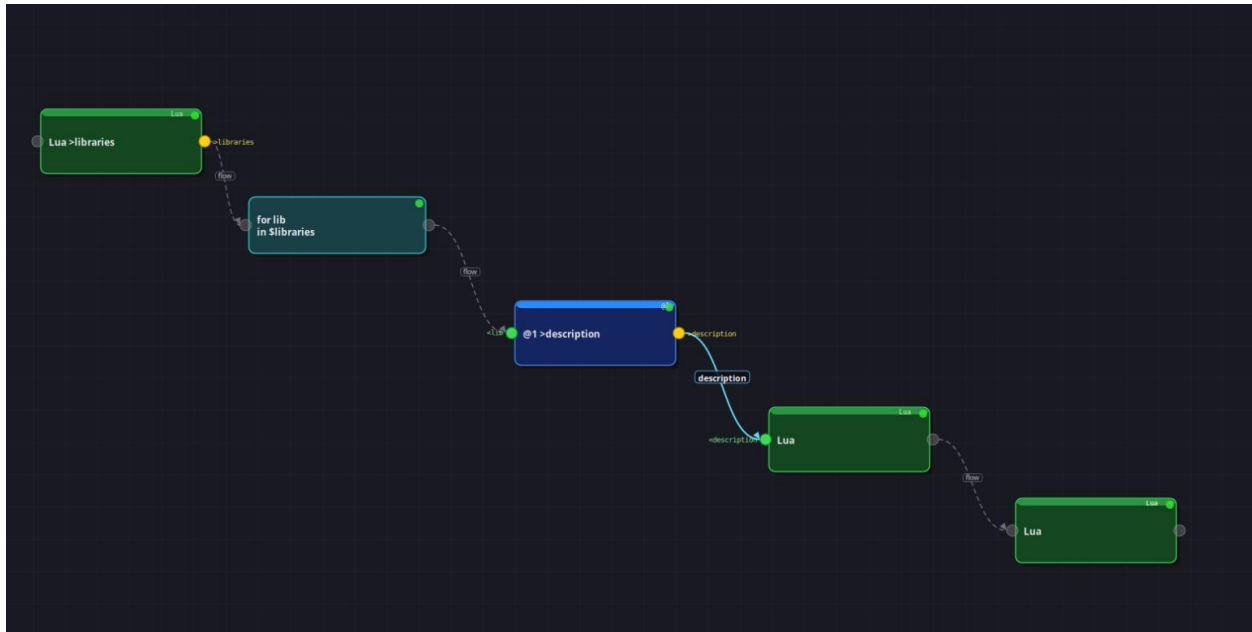 Lua
Lua >libraries
>libraries
flow
for lib
in $libraries
flow
<lib
@1 >description
>description
description
Lua
<description
Lua
flow
Lua
Lua